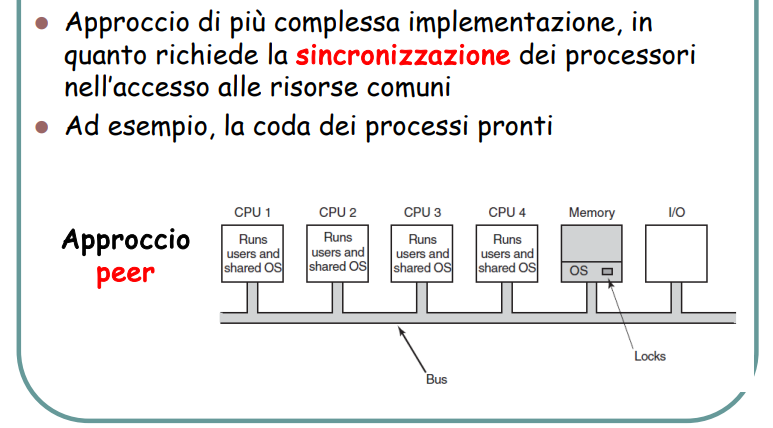 Approccio di più complessa implementazione, in
quanto richiede la sincronizzazione dei processori
nell'accesso alle risorse comuni
Ad esempio, la coda dei processi pronti
Approccio
peer
CPU 1
Runs
users and
shared OS
CPU 2
Runs
users and
shared OS
CPU 3
Runs
users and
shared OS
CPU 4
Runs
users and
shared OS
Memory
OS
I/O
Locks
Bus